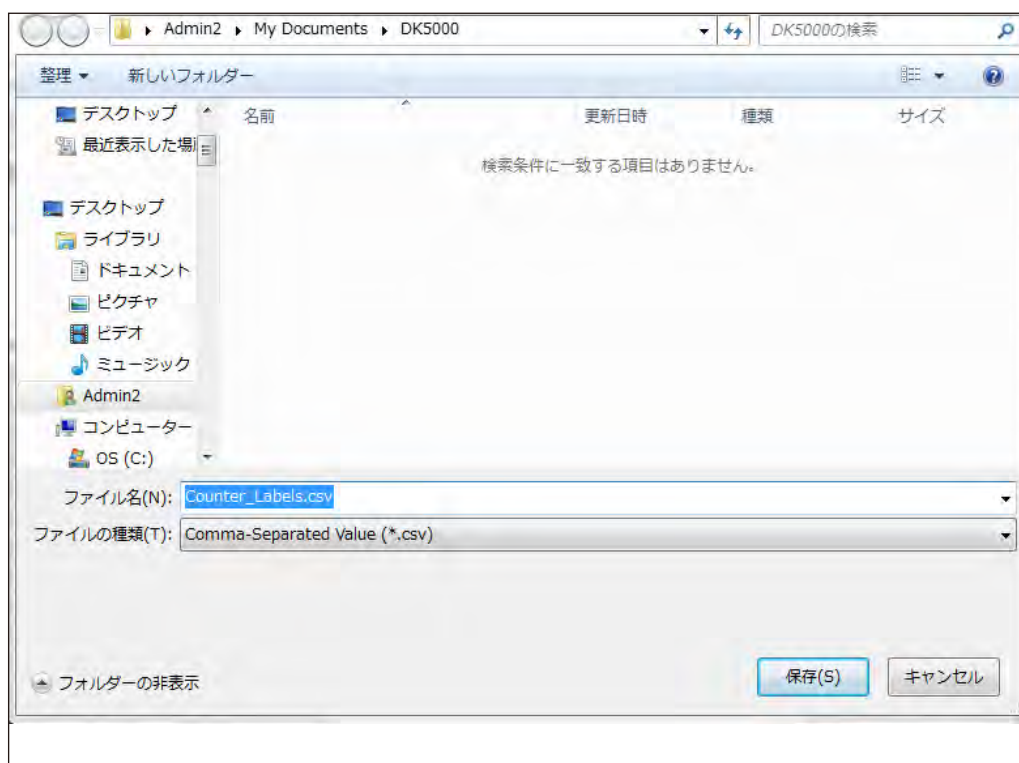 Admin2 ▸ My Documents ▸ DK5000
DK5000の検索
整理
新しいフォルダー
デスクトップ
最近表示した場
名前
更新日時
種類
サイズ
検索条件に一致する項目はありません。
デスクトップ
ライブラリ
ドキュメント
ピクチャ
ビデオ
ミュージック
Admin2
コンピューター
OS (C:)
ファイル名(N): Counter_Labels.csv
ファイルの種類(T): Comma-Separated Value (*.csv)
フォルダーの非表示
保存(S)
キャンセル